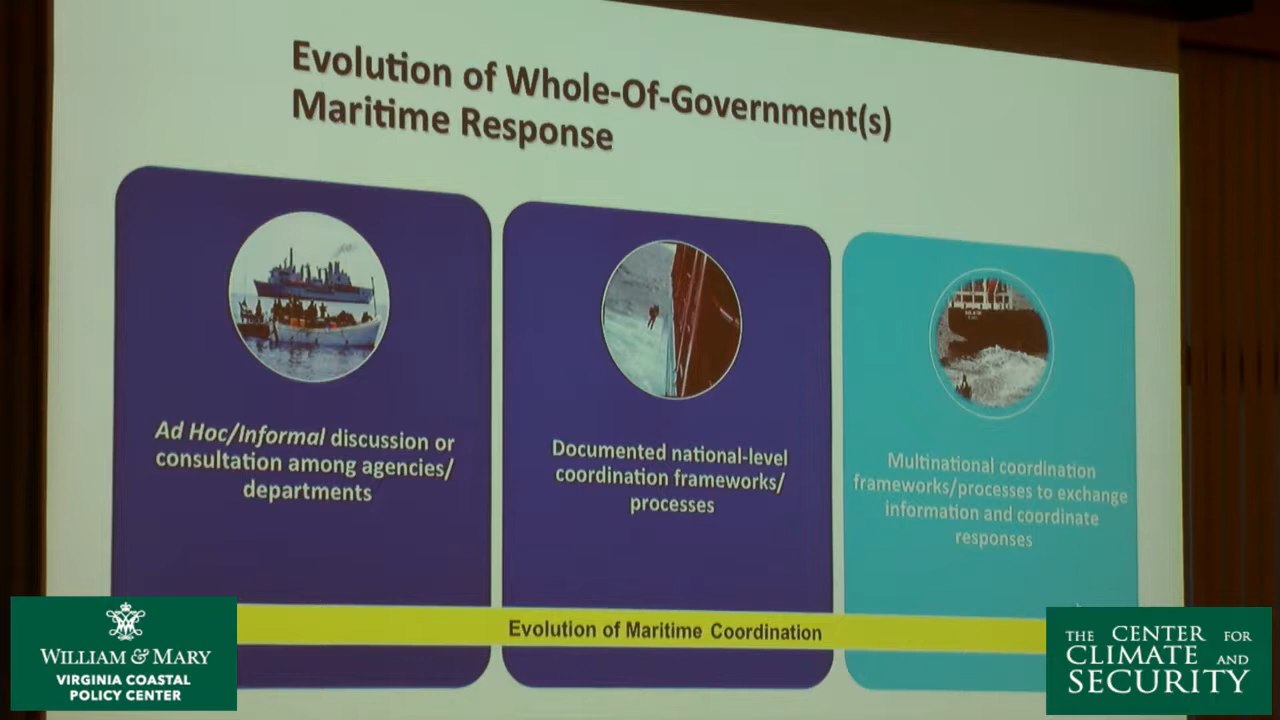 Evolution of Whole-Of-Government(s)
Maritime Response
Ad Hoc/Informal discussion or
consultation among agencies/
departments
Documented national-level
coordination frameworks/
processes
Multinational coordination
frameworks/processes to exchange
information and coordinate
responses
Evolution of Maritime Coordination
WILLIAM & MARY
VIRGINIA COASTAL
POLICY CENTER
THE CENTER FOR
CLIMATE AND
SECURITY